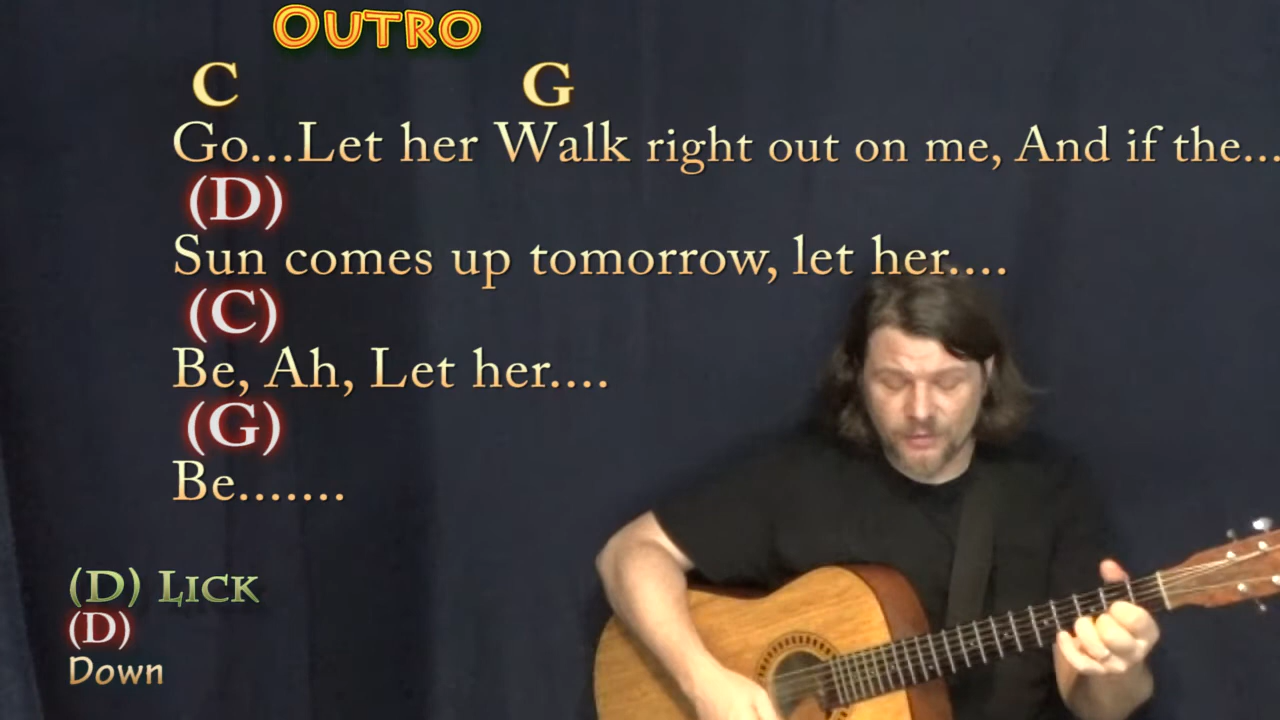 Outro
C G
Go...Let her Walk right out on me, And if the...
(D)
Sun comes up tomorrow, let her....
(C)
Be, Ah, Let her....
(G)
Be.......
(D) Lick
(D)
Down